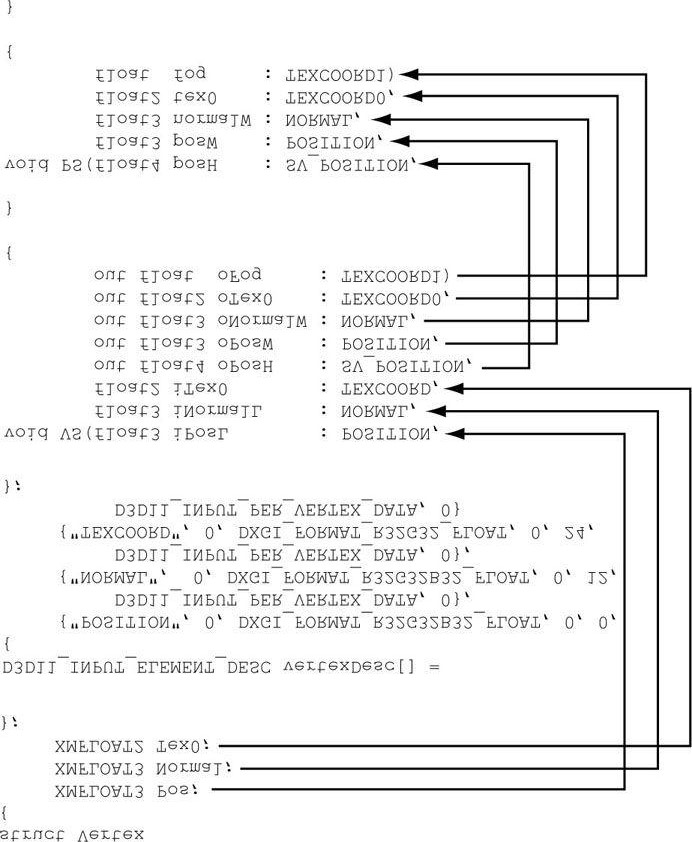 struct Vertex
{
XMFLOAT3 Pos;
XMFLOAT3 Normal;
XMFLOAT2 Tex0;
};
D3D11_INPUT_ELEMENT_DESC vertexDesc[] =
{
{"POSITION", 0, DXGI_FORMAT_R32G32B32_FLOAT, 0, 0,
D3D11_INPUT_PER_VERTEX_DATA, 0},
{"NORMAL", 0, DXGI_FORMAT_R32G32B32_FLOAT, 0, 12,
D3D11_INPUT_PER_VERTEX_DATA, 0},
{"TEXCOORD", 0, DXGI_FORMAT_R32G32_FLOAT, 0, 24,
D3D11_INPUT_PER_VERTEX_DATA, 0}
};
void VS(float3 iPosL : POSITION,
float3 iNormalL : NORMAL,
float2 iTex0 : TEXCOORD,
out float4 oPosH : SV_POSITION,
out float3 oPosW : POSITION,
out float3 oNormalW : NORMAL,
out float2 oTex0 : TEXCOORD0,
out float oFog : TEXCOORD1)
{
}
void PS(float4 posH : SV_POSITION,
float3 posW : POSITION,
float3 normalW : NORMAL,
float2 tex0 : TEXCOORD0,
float fog : TEXCOORD1)
{
}